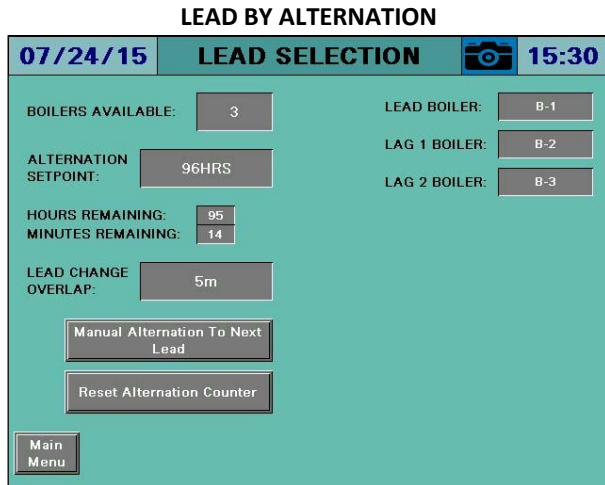 LEAD BY ALTERNATION
07/24/15 LEAD SELECTION 15:30
BOILERS AVAILABLE: 3
ALTERNATION
SETPOINT: 96HRS
HOURS REMAINING: 95
MINUTES REMAINING: 14
LEAD CHANGE
OVERLAP: 5m
Manual Alternation To Next
Lead
Reset Alternation Counter
Main
Menu
LEAD BOILER: B-1
LAG 1 BOILER: B-2
LAG 2 BOILER: B-3